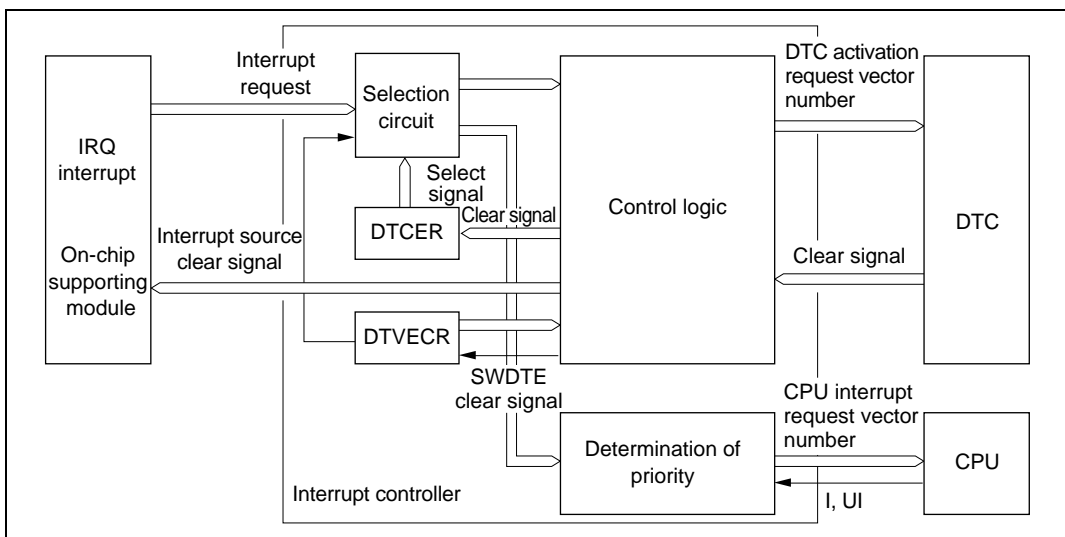 Interrupt
request
Selection
circuit
DTC activation
request vector
number
IRQ
interrupt
Select
signal
Control logic
DTC
DTCER
Clear signal
Interrupt source
clear signal
On-chip
supporting
module
Clear signal
DTVECR
SWDTE
clear signal
CPU interrupt
request vector
number
Determination of
priority
CPU
I, UI
Interrupt controller